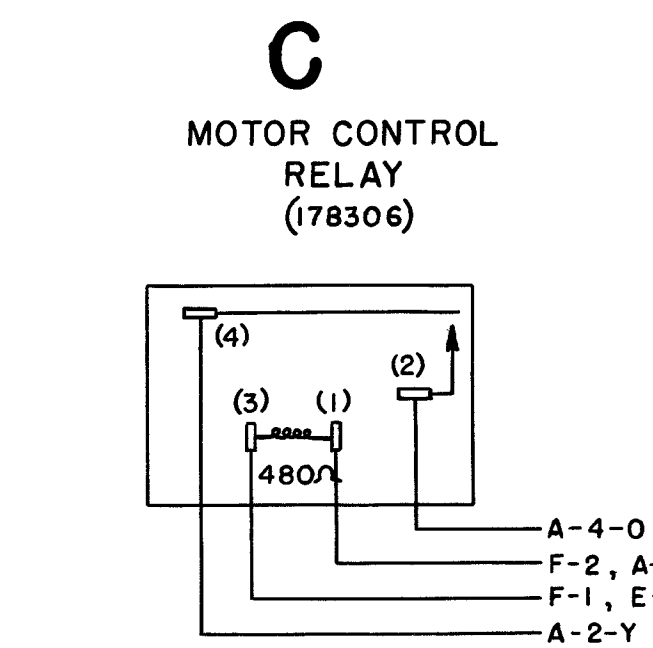 C
MOTOR CONTROL
RELAY
(178306)
(4)
(2)
(3) (1)
480Ω
A-4-O
F-2, A-
F-1, E-
A-2-Y